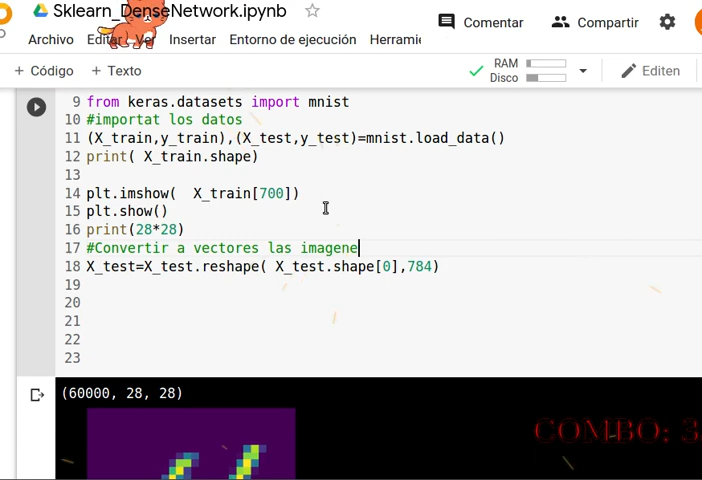 Sklearn_DenseNetwork.ipynb
Comentar
Compartir
Archivo Editar Ver Insertar Entorno de ejecución Herramie
+ Código + Texto
RAM
Disco
Editen
9 from keras.datasets import mnist
10 #importat los datos
11 (X_train,y_train),(X_test,y_test)=mnist.load_data()
12 print( X_train.shape)
13
14 plt.imshow(  X_train[700])
15 plt.show()
16 print(28*28)
17 #Convertir a vectores las imagene
18 X_test=X_test.reshape( X_test.shape[0],784)
19
20
21
22
23
(60000, 28, 28)
COMBO: 3